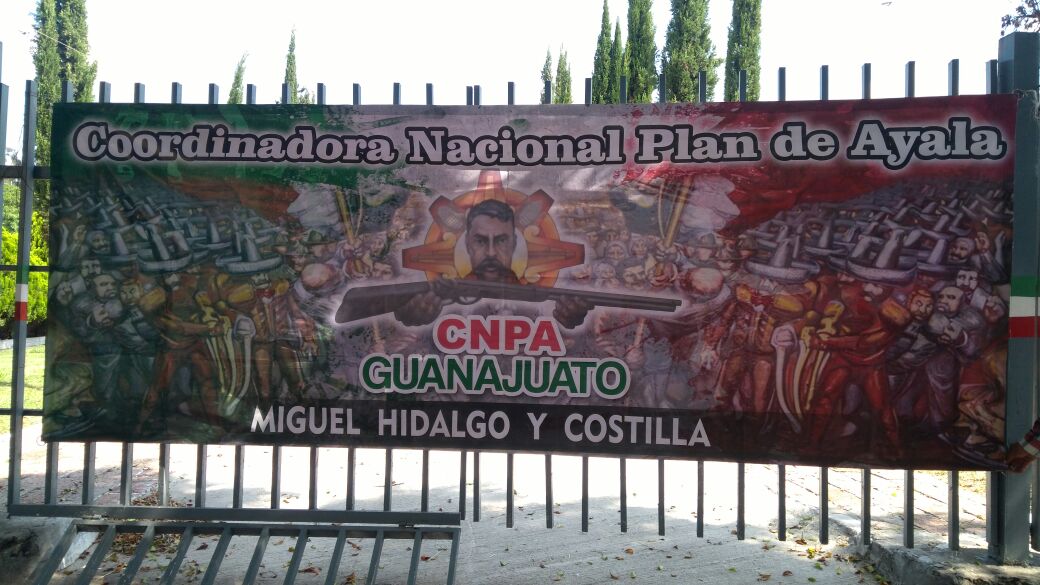 Coordinadora Nacional Plan de Ayala
CNPA
GUANAJUATO
MIGUEL HIDALGO Y COSTILLA